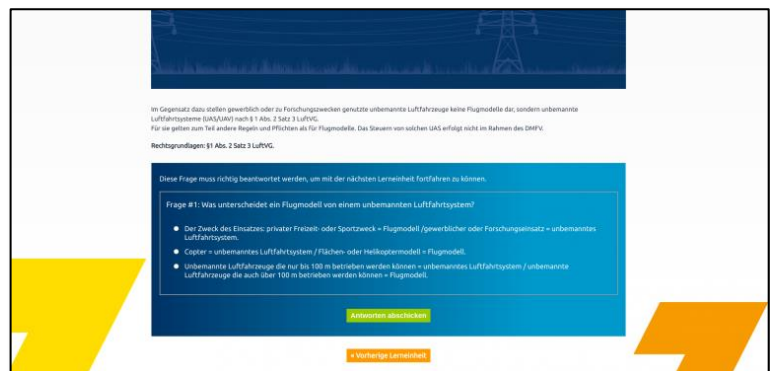 Im Gegensatz dazu stellen gewerblich oder zu Forschungszwecken genutzte unbemannte Luftfahrzeuge keine Flugmodelle dar, sondern unbemannte
Luftfahrtsysteme (UAS/UAV) nach § 1 Abs. 2 Satz 3 LuftVG.
Für sie gelten zum Teil andere Regeln und Pflichten als für Flugmodelle. Das Steuern von solchen UAS erfolgt nicht im Rahmen des DMFV.
Rechtsgrundlagen: §1 Abs. 2 Satz 3 LuftVG.
Diese Frage muss richtig beantwortet werden, um mit der nächsten Lerneinheit fortfahren zu können.
Frage #1: Was unterscheidet ein Flugmodell von einem unbemannten Luftfahrtsystem?
Der Zweck des Einsatzes: privater Freizeit- oder Sportzweck = Flugmodell /gewerblicher oder Forschungseinsatz = unbemanntes
Luftfahrtsystem.
Copter = unbemanntes Luftfahrtsystem / Flächen- oder Helikoptermodell = Flugmodell.
Unbemannte Luftfahrzeuge die nur bis 100 m betrieben werden können = unbemanntes Luftfahrtsystem / unbemannte
Luftfahrzeuge die auch über 100 m betrieben werden können = Flugmodell.
Antworten abschicken
« Vorherige Lerneinheit